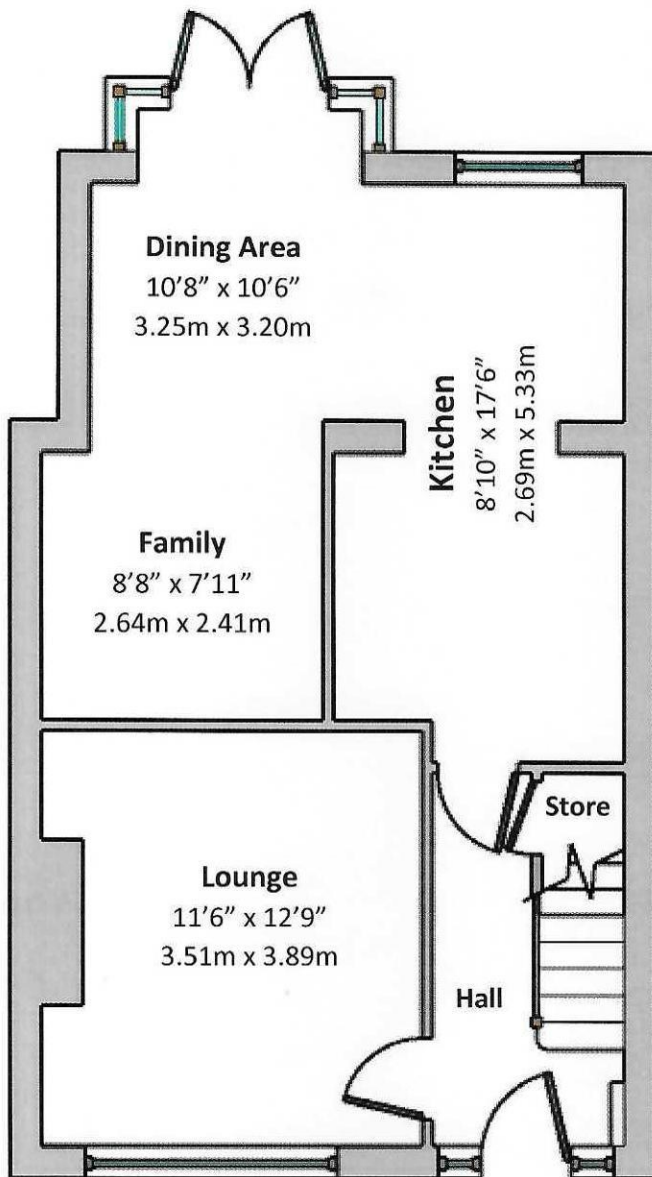 Dining Area
10’8” x 10’6”
3.25m x 3.20m
Kitchen
8’10” x 17’6”
2.69m x 5.33m
Family
8’8” x 7’11”
2.64m x 2.41m
Store
Lounge
11’6” x 12’9”
3.51m x 3.89m
Hall